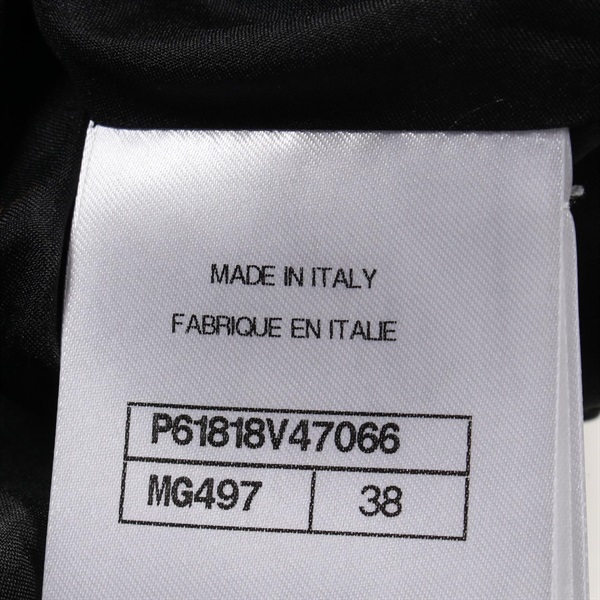 MADE IN ITALY
FABRIQUE EN ITALIE
P61818V47066
MG497 38